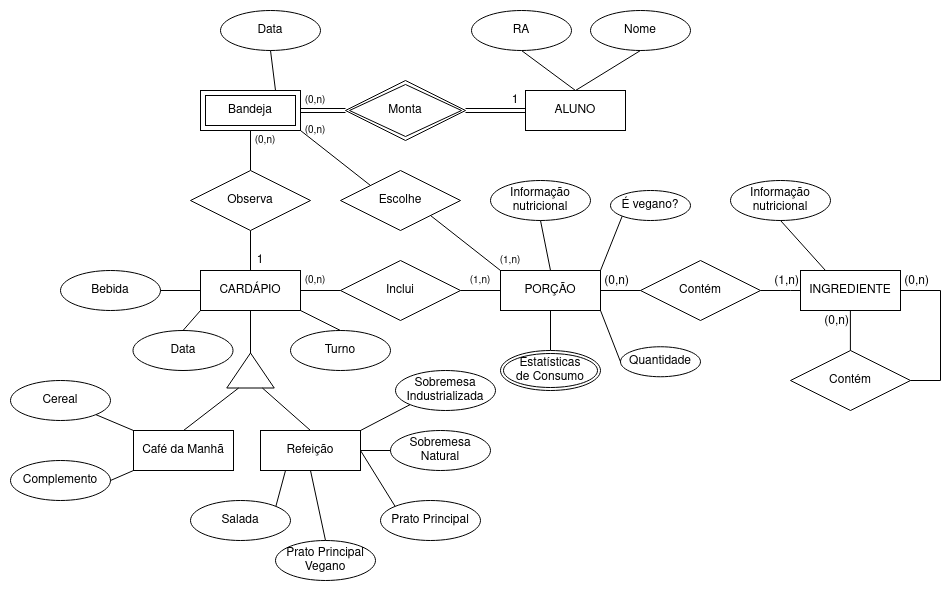 Data
RA
Nome
Bandeja
(0,n)
Monta
1
ALUNO
(0,n)
(0,n)
Observa
Escolhe
Informação
nutricional
É vegano?
Informação
nutricional
1
(1,n)
Bebida
CARDÁPIO
(0,n)
Inclui
(1,n)
PORÇÃO
(0,n)
Contém
(1,n)
INGREDIENTE
(0,n)
(0,n)
Data
Turno
Estatísticas
de Consumo
Quantidade
Contém
Cereal
Sobremesa
Industrializada
Café da Manhã
Refeição
Sobremesa
Natural
Complemento
Salada
Prato Principal
Prato Principal
Vegano